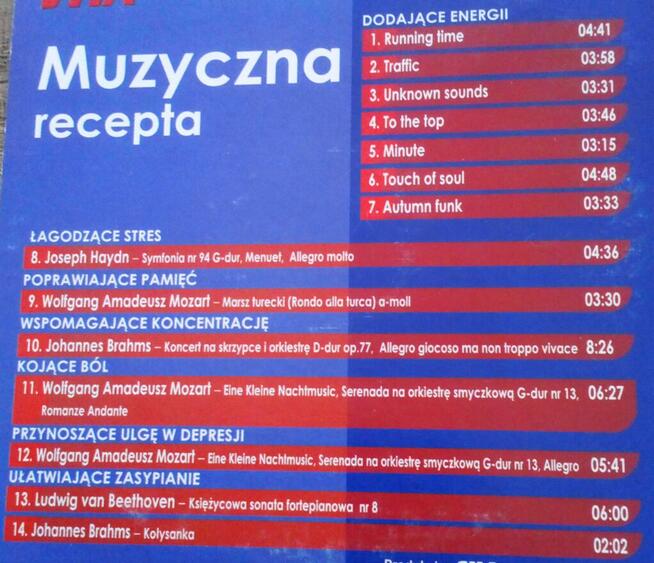 Muzyczna
recepta
DODAJĄCE ENERGII
1. Running time 04:41
2. Traffic 03:58
3. Unknown sounds 03:31
4. To the top 03:46
5. Minute 03:15
6. Touch of soul 04:48
7. Autumn funk 03:33
ŁAGODZĄCE STRES
8. Joseph Haydn – Symfonia nr 94 G-dur, Menuet, Allegro molto 04:36
POPRAWIAJĄCE PAMIĘĆ
9. Wolfgang Amadeusz Mozart – Marsz turecki (Rondo alla turca) a-moll 03:30
WSPOMAGAJĄCE KONCENTRACJĘ
10. Johannes Brahms – Koncert na skrzypce i orkiestrę D-dur op.77, Allegro giocoso ma non troppo vivace 8:26
KOJĄCE BÓL
11. Wolfgang Amadeusz Mozart – Eine Kleine Nachtmusic, Serenada na orkiestrę smyczkową G-dur nr 13, 06:27
Romanze Andante
PRZYNOSZĄCE ULGĘ W DEPRESJI
12. Wolfgang Amadeusz Mozart – Eine Kleine Nachtmusic, Serenada na orkiestrę smyczkową G-dur nr 13, Allegro 05:41
UŁATWIAJĄCE ZASYPIANIE
13. Ludwig van Beethoven – Księżycowa sonata fortepianowa nr 8 06:00
14. Johannes Brahms – Kołysanka 02:02